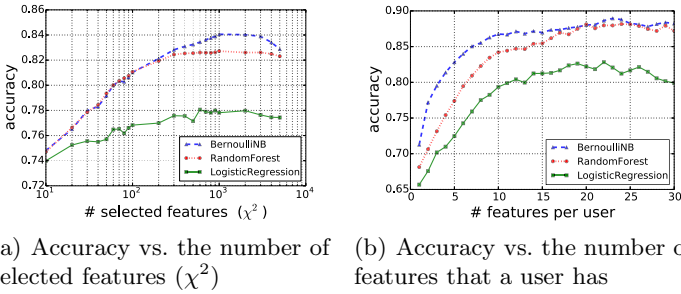 0.86
0.84
0.82
0.80
0.78
0.76
0.74
0.72
accuracy
BernoulliNB
RandomForest
LogisticRegression
10^1 10^2 10^3 10^4
# selected features (χ^2)
0.90
0.85
0.80
0.75
0.70
0.65
accuracy
BernoulliNB
RandomForest
LogisticRegression
0 5 10 15 20 25 30
# features per user
a) Accuracy vs. the number of
elected features (χ^2)
(b) Accuracy vs. the number o
features that a user has